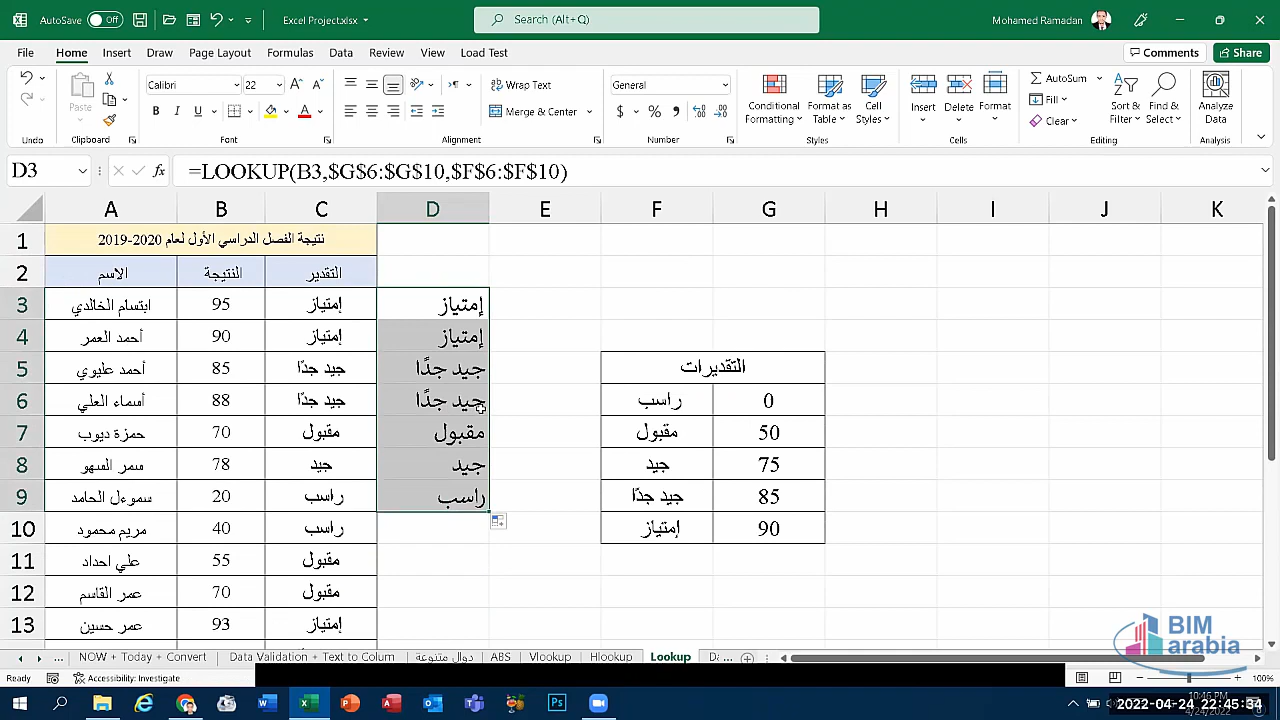 AutoSave Off Excel Project.xlsx Search (Alt+Q) Mohamed Ramadan
File Home Insert Draw Page Layout Formulas Data Review View Load Test Comments Share
Calibri 22 Wrap Text General AutoSum
Paste B I U Merge & Center $ % , Conditional Formatting Format as Table Cell Styles Insert Delete Format Fill Clear Sort & Filter Find & Select Analyze Data
Undo Clipboard Font Alignment Number Styles Cells Editing Analysis
D3 fx =LOOKUP(B3,$G$6:$G$10,$F$6:$F$10)
A B C D E F G H I J K
1 نتيجة الفصل الدراسي الأول لعام 2020-2019
2 الاسم النتيجة التقدير
3 ابتسام الخالدي 95 إمتياز إمتياز
4 أحمد العمر 90 إمتياز إمتياز
5 أحمد عليوي 85 جيد جدًا جيد جدًا التقديرات
6 أسماء العلي 88 جيد جدًا جيد جدًا راسب 0
7 حمزة ديوب 70 مقبول مقبول مقبول 50
8 سمر السهو 78 جيد جيد جيد 75
9 سموءل الحامد 20 راسب راسب جيد جدًا 85
10 مريم محمود 40 راسب إمتياز 90
11 علي احداد 55 مقبول
12 عمر القاسم 70 مقبول
13 عمر حسين 93 إمتياز
BIM
arabia
... NOW + Today + Convert Data Validation + Text to Colum دوال متنوعة ABS Vlookup Hlookup Lookup
Ready Accessibility: Investigate 100%
2022-04-24 22:45:34